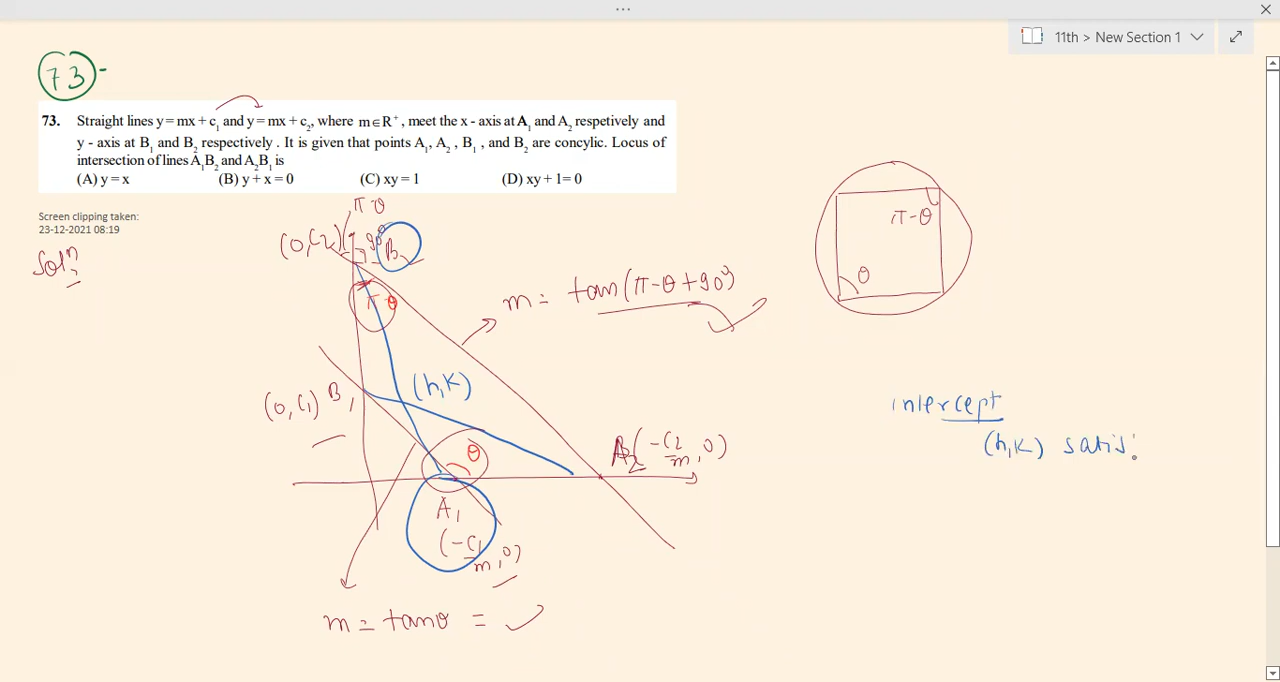 11th > New Section 1
73 -
73. Straight lines y = mx + c₁ and y = mx + c₂, where m ∈ R⁺, meet the x - axis at A₁ and A₂ respetively and
y - axis at B₁ and B₂ respectively . It is given that points A₁, A₂ , B₁ , and B₂ are concylic. Locus of
intersection of lines A₁B₂ and A₂B₁ is
(A) y = x (B) y + x = 0 (C) xy = 1 (D) xy + 1 = 0
Screen clipping taken:
23-12-2021 08:19
Solⁿ
π-θ
(0, C₂)
90°
B₂
π-θ
m = tan(π-θ+90°)
π-θ
θ
(h,K)
(0, C₁) B₁
θ
A₂(-C₂/m, 0)
intercept
(h,K) satis:
A₁
(-C₁/m, 0)
m = tanθ =